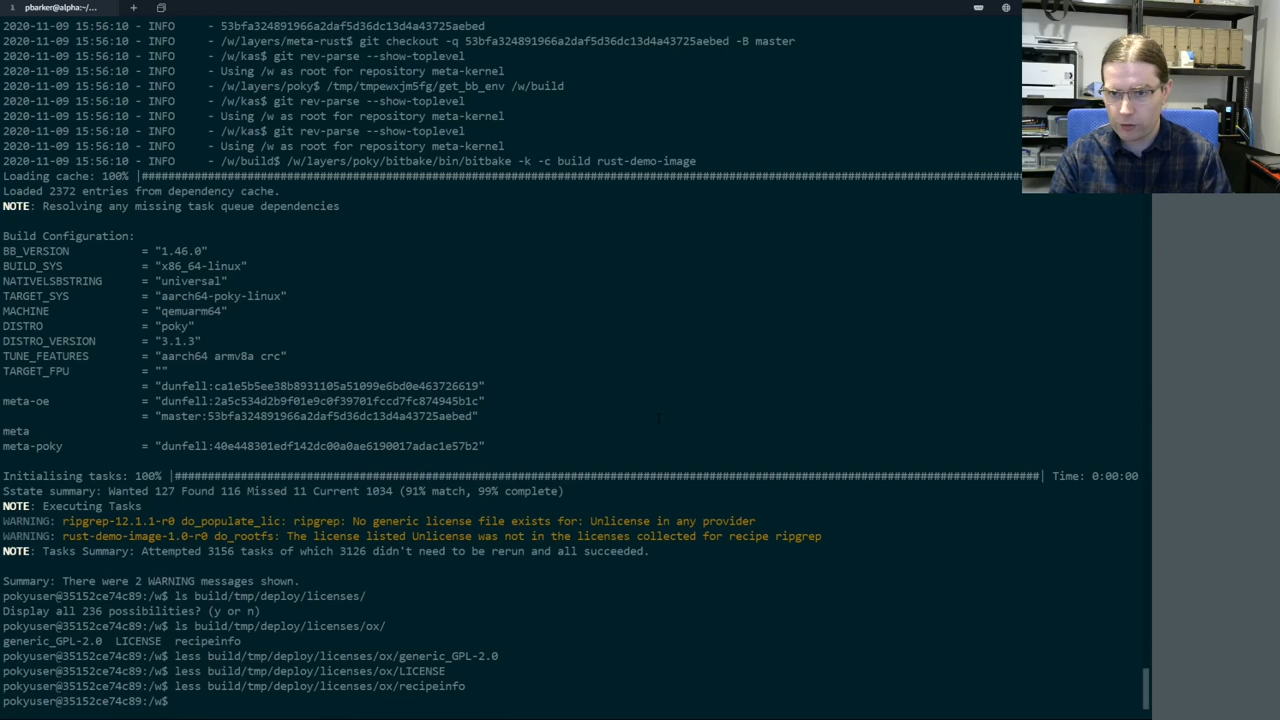 1 pbarker@alpha:~/...
2020-11-09 15:56:10 - INFO     - 53bfa324891966a2daf5d36dc13d4a43725aebed
2020-11-09 15:56:10 - INFO     - /w/layers/meta-rust$ git checkout -q 53bfa324891966a2daf5d36dc13d4a43725aebed -B master
2020-11-09 15:56:10 - INFO     - /w/kas$ git rev-parse --show-toplevel
2020-11-09 15:56:10 - INFO     - Using /w as root for repository meta-kernel
2020-11-09 15:56:10 - INFO     - /w/layers/poky$ /tmp/tmpewxjm5fg/get_bb_env /w/build
2020-11-09 15:56:10 - INFO     - /w/kas$ git rev-parse --show-toplevel
2020-11-09 15:56:10 - INFO     - Using /w as root for repository meta-kernel
2020-11-09 15:56:10 - INFO     - /w/kas$ git rev-parse --show-toplevel
2020-11-09 15:56:10 - INFO     - Using /w as root for repository meta-kernel
2020-11-09 15:56:10 - INFO     - /w/build$ /w/layers/poky/bitbake/bin/bitbake -k -c build rust-demo-image
Loading cache: 100% |##############################################################################
Loaded 2372 entries from dependency cache.
NOTE: Resolving any missing task queue dependencies
Build Configuration:
BB_VERSION           = "1.46.0"
BUILD_SYS            = "x86_64-linux"
NATIVELSBSTRING      = "universal"
TARGET_SYS           = "aarch64-poky-linux"
MACHINE              = "qemuarm64"
DISTRO               = "poky"
DISTRO_VERSION       = "3.1.3"
TUNE_FEATURES        = "aarch64 armv8a crc"
TARGET_FPU           = ""
                     = "dunfell:ca1e5b5ee38b8931105a51099e6bd0e463726619"
meta-oe              = "dunfell:2a5c534d2b9f01e9c0f39701fccd7fc874945b1c"
                     = "master:53bfa324891966a2daf5d36dc13d4a43725aebed"
meta
meta-poky            = "dunfell:40e448301edf142dc00a0ae6190017adac1e57b2"
Initialising tasks: 100% |##############################################################################| Time: 0:00:00
Sstate summary: Wanted 127 Found 116 Missed 11 Current 1034 (91% match, 99% complete)
NOTE: Executing Tasks
WARNING: ripgrep-12.1.1-r0 do_populate_lic: ripgrep: No generic license file exists for: Unlicense in any provider
WARNING: rust-demo-image-1.0-r0 do_rootfs: The license listed Unlicense was not in the licenses collected for recipe ripgrep
NOTE: Tasks Summary: Attempted 3156 tasks of which 3126 didn't need to be rerun and all succeeded.
Summary: There were 2 WARNING messages shown.
pokyuser@35152ce74c89:/w$ ls build/tmp/deploy/licenses/
Display all 236 possibilities? (y or n)
pokyuser@35152ce74c89:/w$ ls build/tmp/deploy/licenses/ox/
generic_GPL-2.0  LICENSE  recipeinfo
pokyuser@35152ce74c89:/w$ less build/tmp/deploy/licenses/ox/generic_GPL-2.0
pokyuser@35152ce74c89:/w$ less build/tmp/deploy/licenses/ox/LICENSE
pokyuser@35152ce74c89:/w$ less build/tmp/deploy/licenses/ox/recipeinfo
pokyuser@35152ce74c89:/w$